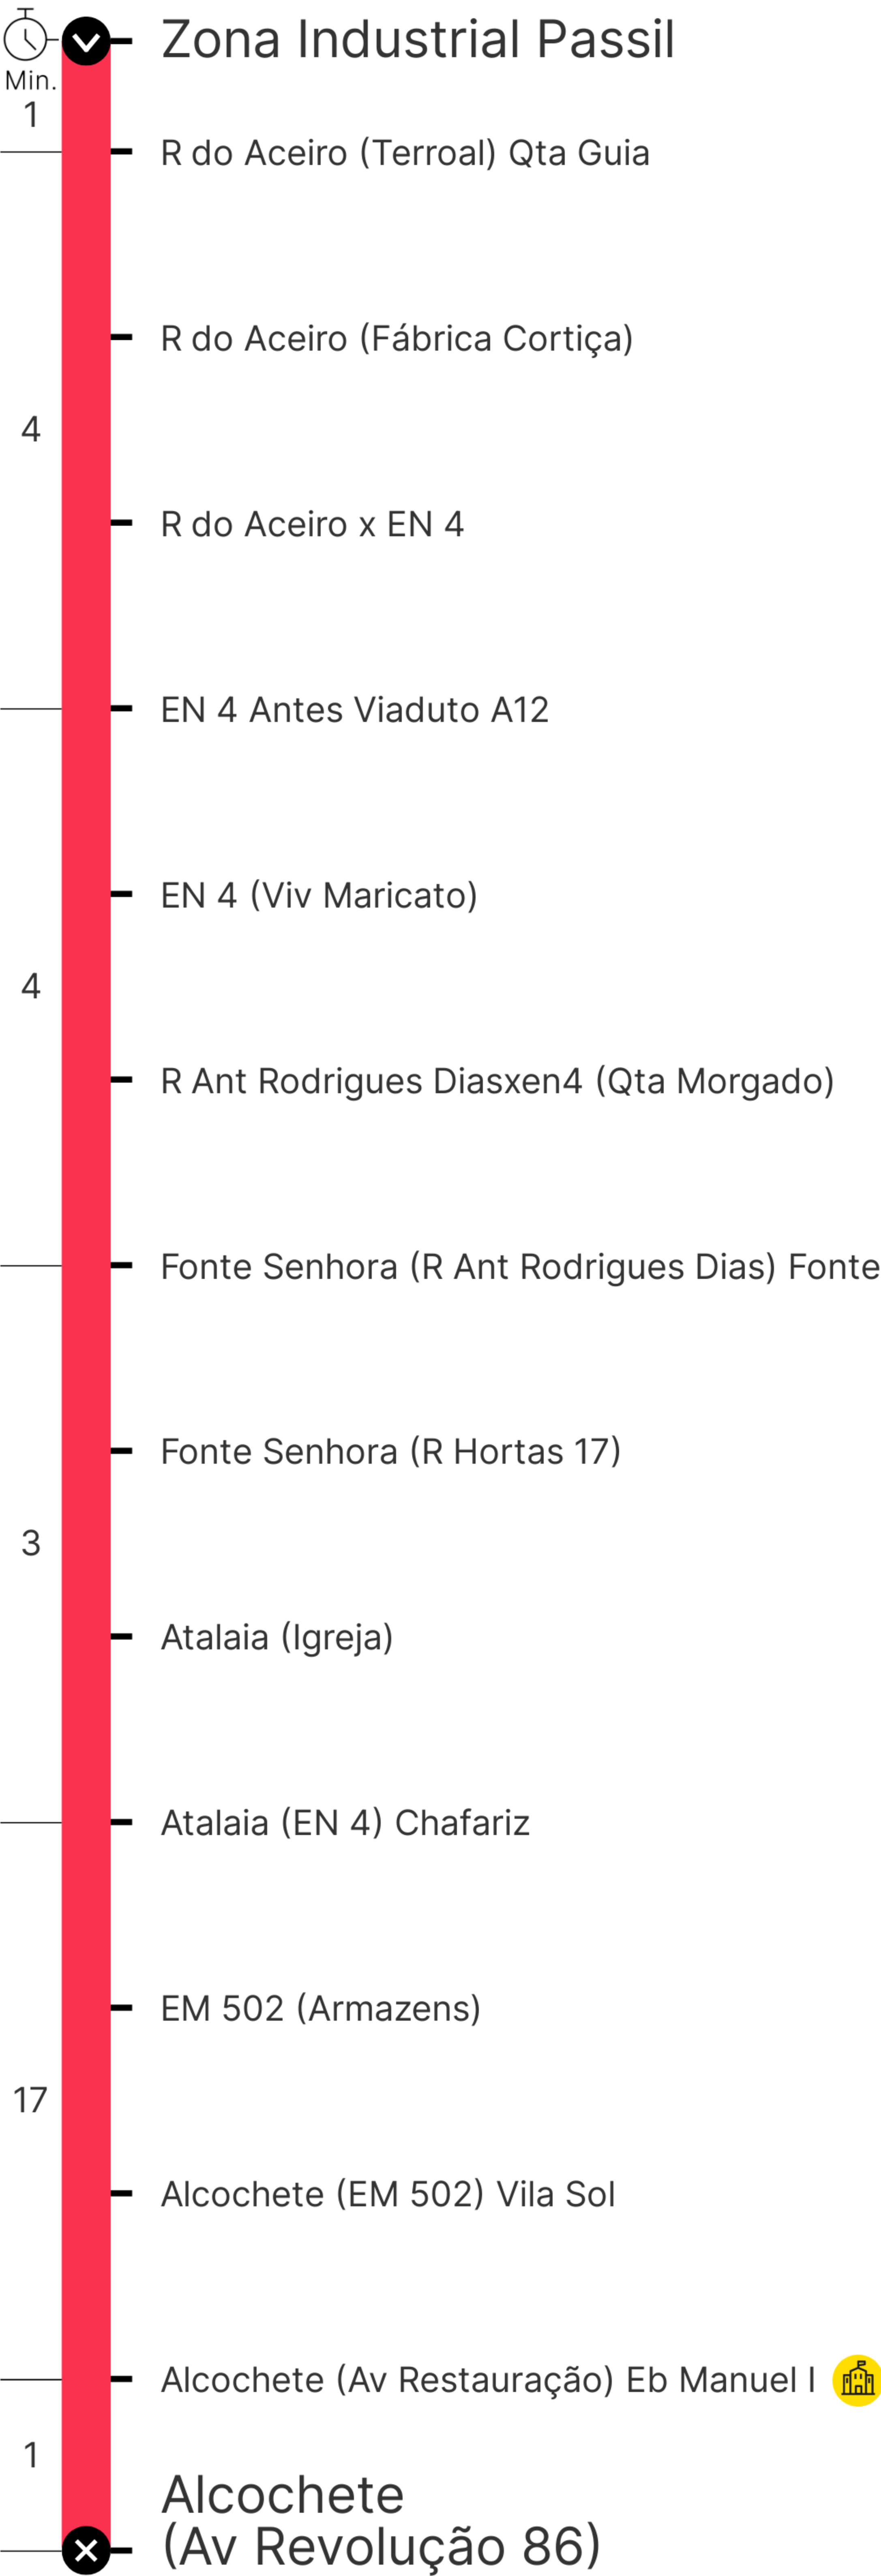 Zona Industrial Passil
Min.
1
R do Aceiro (Terroal) Qta Guia
R do Aceiro (Fábrica Cortiça)
4
R do Aceiro x EN 4
EN 4 Antes Viaduto A12
EN 4 (Viv Maricato)
4
R Ant Rodrigues Diasxen4 (Qta Morgado)
Fonte Senhora (R Ant Rodrigues Dias) Fonte
Fonte Senhora (R Hortas 17)
3
Atalaia (Igreja)
Atalaia (EN 4) Chafariz
EM 502 (Armazens)
17
Alcochete (EM 502) Vila Sol
Alcochete (Av Restauração) Eb Manuel I
1
Alcochete
(Av Revolução 86)